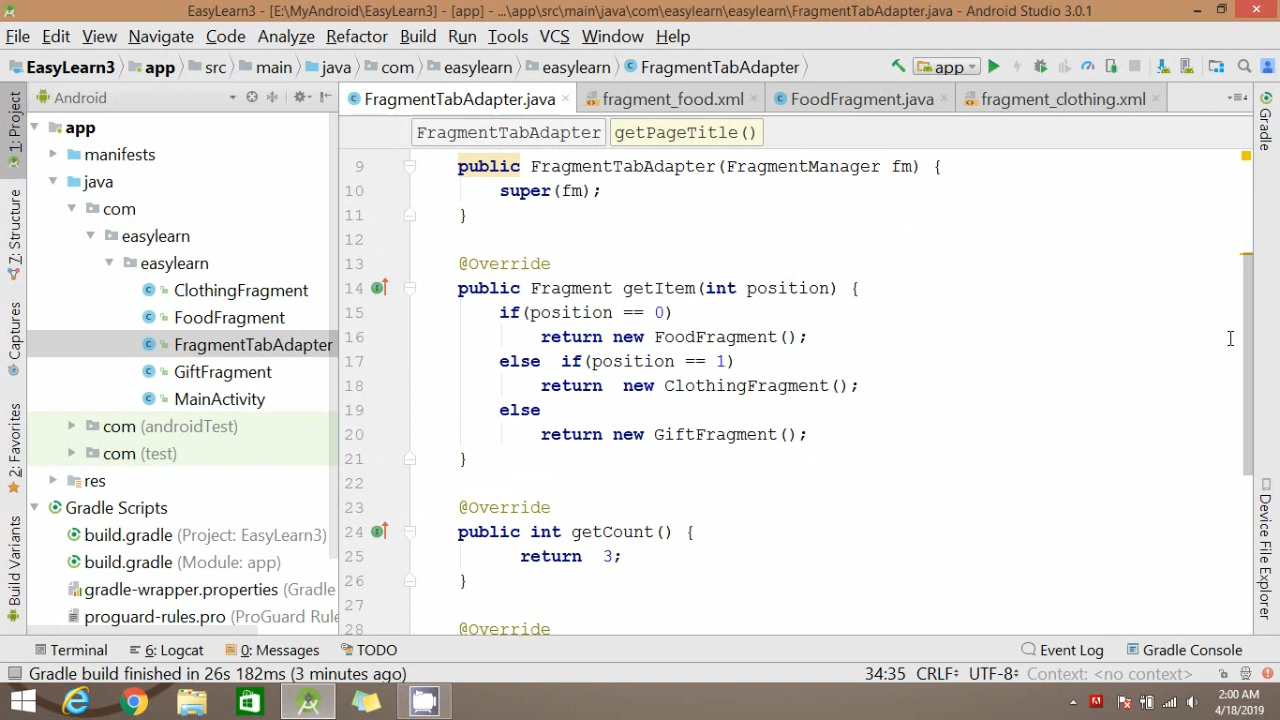 EasyLearn3 - [E:\MyAndroid\EasyLearn3] - [app] - ...\app\src\main\java\com\easylearn\easylearn\FragmentTabAdapter.java - Android Studio 3.0.1
File Edit View Navigate Code Analyze Refactor Build Run Tools VCS Window Help
EasyLearn3 app src main java com easylearn easylearn FragmentTabAdapter app
Android FragmentTabAdapter.java fragment_food.xml FoodFragment.java fragment_clothing.xml
FragmentTabAdapter getPageTitle()
1: Project
Z: Structure
Captures
2: Favorites
Build Variants
app
manifests
java
com
easylearn
easylearn
ClothingFragment
FoodFragment
FragmentTabAdapter
GiftFragment
MainActivity
com (androidTest)
com (test)
res
Gradle Scripts
build.gradle (Project: EasyLearn3)
build.gradle (Module: app)
gradle-wrapper.properties (Gradle
proguard-rules.pro (ProGuard Rule
9 public FragmentTabAdapter(FragmentManager fm) {
10 super(fm);
11 }
12
13 @Override
14 public Fragment getItem(int position) {
15 if(position == 0)
16 return new FoodFragment();
17 else if(position == 1)
18 return new ClothingFragment();
19 else
20 return new GiftFragment();
21 }
22
23 @Override
24 public int getCount() {
25 return 3;
26 }
27
28 @Override
Gradle
Device File Explorer
Terminal 6: Logcat 0: Messages TODO Event Log Gradle Console
Gradle build finished in 26s 182ms (3 minutes ago) 34:35 CRLF UTF-8 Context: <no context>
2:00 AM
4/18/2019